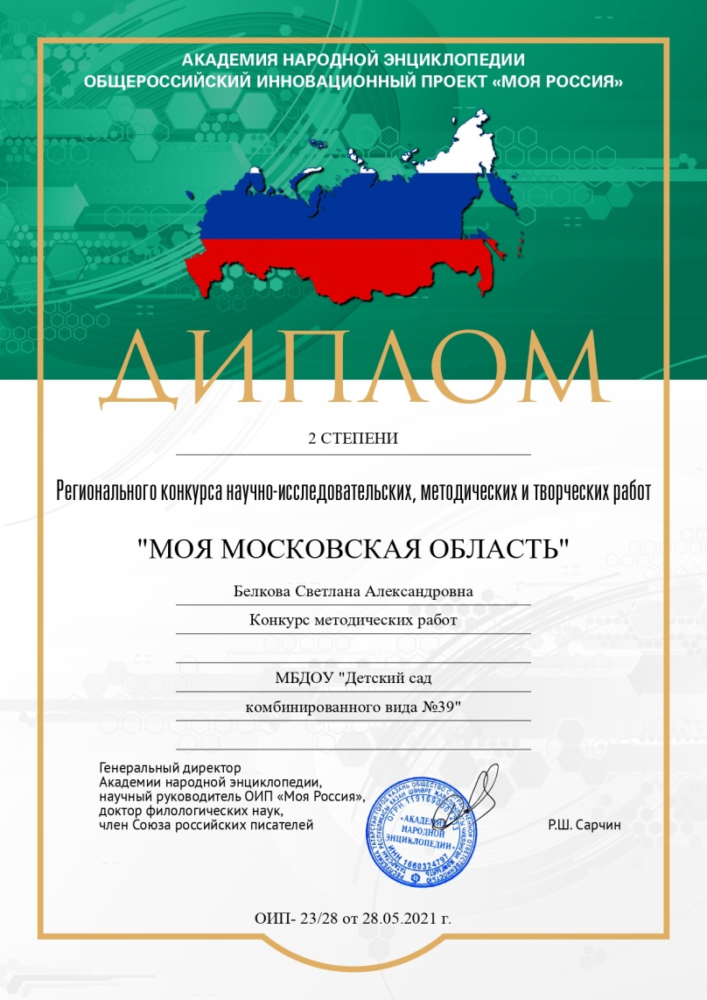 АКАДЕМИЯ НАРОДНОЙ ЭНЦИКЛОПЕДИИ
ОБЩЕРОССИЙСКИЙ ИННОВАЦИОННЫЙ ПРОЕКТ «МОЯ РОССИЯ»
ДИПЛОМ
2 СТЕПЕНИ
Регионального конкурса научно-исследовательских, методических и творческих работ
"МОЯ МОСКОВСКАЯ ОБЛАСТЬ"
Белкова Светлана Александровна
Конкурс методических работ
МБДОУ "Детский сад
комбинированного вида №39"
Генеральный директор
Академии народной энциклопедии,
научный руководитель ОИП «Моя Россия»,
доктор филологических наук,
член Союза российских писателей
«АКАДЕМИЯ
НАРОДНОЙ
ЭНЦИКЛОПЕДИИ»
ИНН 1660324797
Р.Ш. Сарчин
ОИП- 23/28 от 28.05.2021 г.